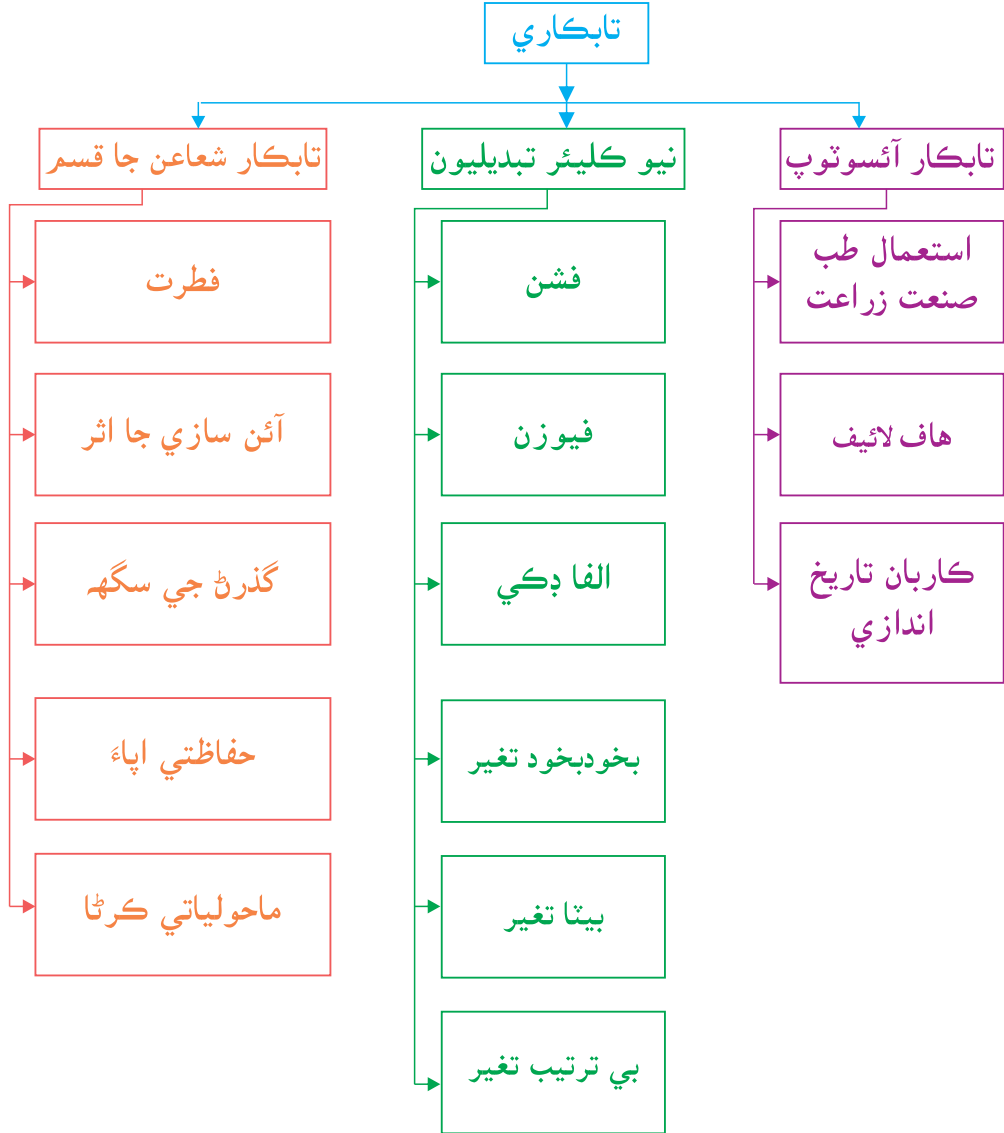 تابڪاري
تابڪار آئسوٽوپ
استعمال طب
صنعت زراعت
هاف لائيف
ڪاربان تاريخ
اندازي
نيو ڪليئر تبديليون
فشن
فيوزن
الفا ڊڪي
بخودبخود تغير
بيٽا تغير
بي ترتيب تغير
تابڪار شعاعن جا قسم
فطرت
آئن سازي جا اثر
گذرڻ جي سگهہ
حفاظتي اپاءَ
ماحولياتي ڪرڻا